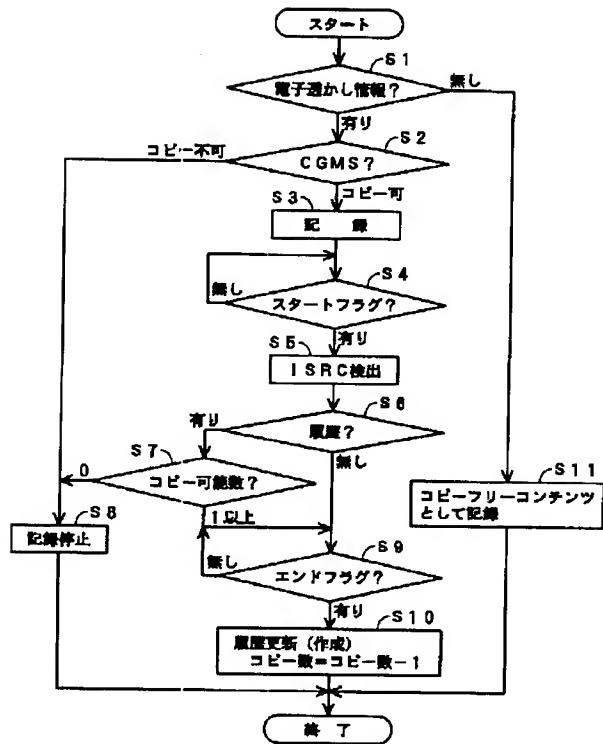 スタート
S1
電子透かし情報?
無し
有り
S2
コピー不可
CGMS?
コピー可
S3
記 録
S4
無し
スタートフラグ?
有り
S5
ISRC検出
S6
有り
履歴?
S7
無し
0
コピー可能数?
S11
コピーフリーコンテンツ
として記録
S8
1以上
記録停止
S9
無し
エンドフラグ?
有り
S10
履歴更新(作成)
コピー数=コピー数-1
終 了